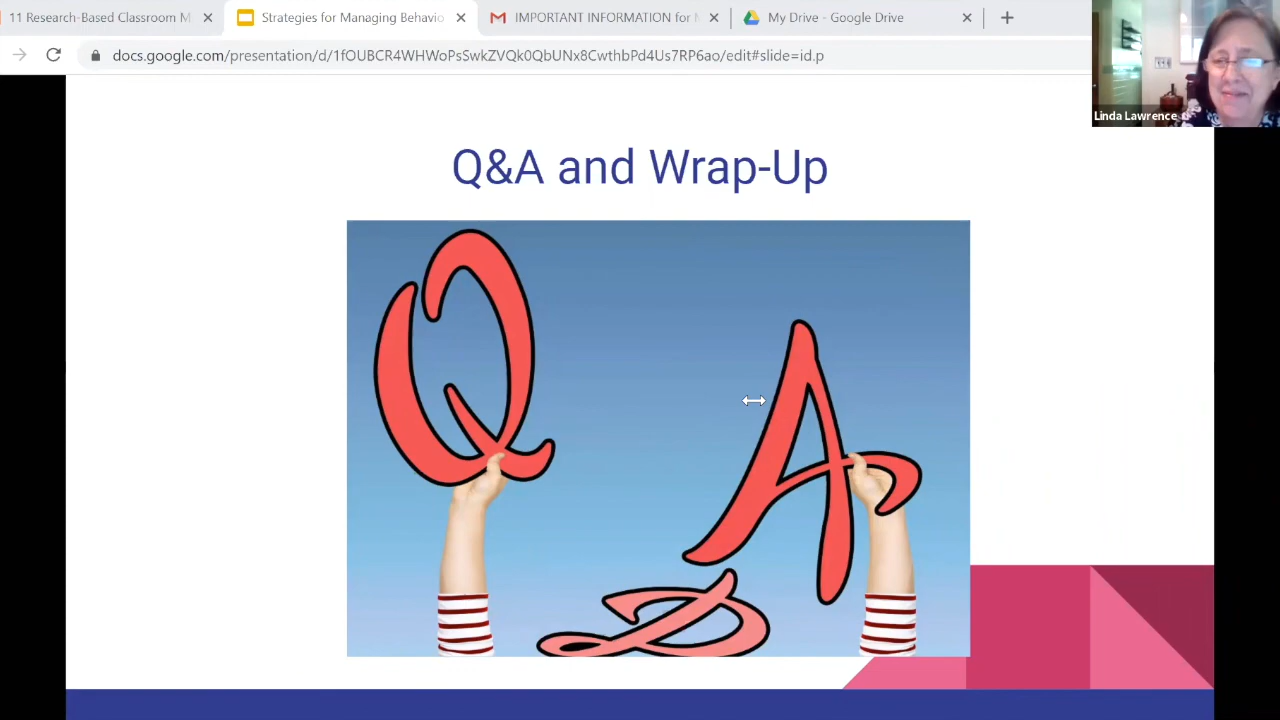 11 Research-Based Classroom M
Strategies for Managing Behavio
IMPORTANT INFORMATION for M
My Drive - Google Drive
docs.google.com/presentation/d/1fOUBCR4WHWvPsSwkZVQk0QbUNx8CwthbPd4Us7RP6ao/edit#slide=id.p
Linda Lawrence
Q&A and Wrap-Up
Q
A
&